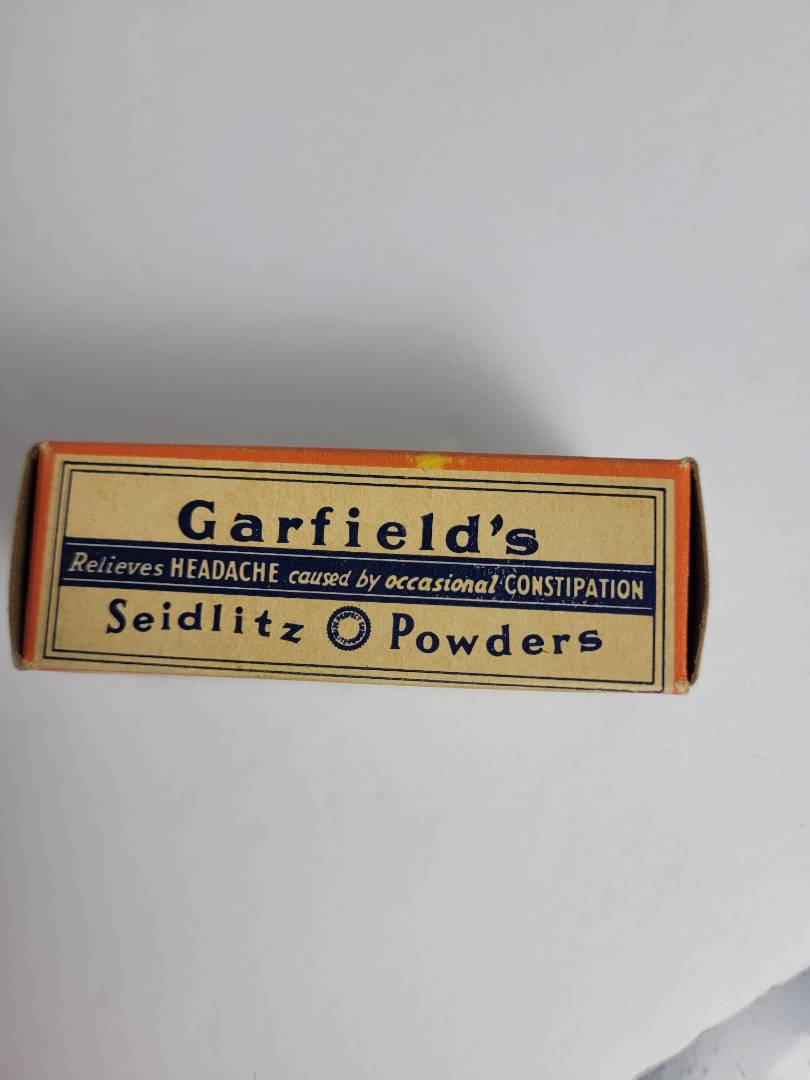 Garfield's
Relieves HEADACHE caused by occasional CONSTIPATION
Seidlitz Powders